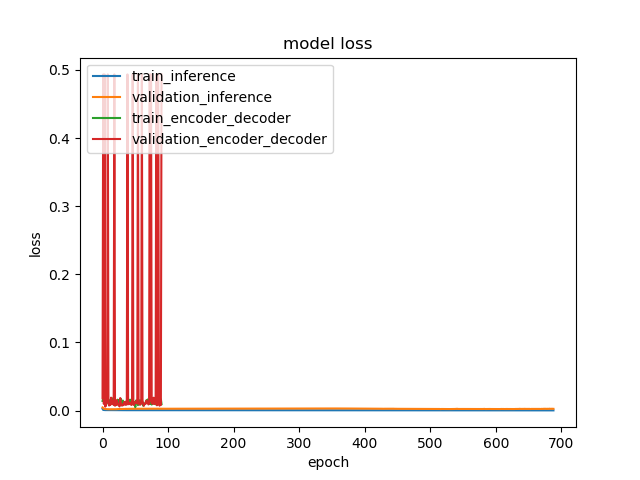 model loss
train_inference
validation_inference
train_encoder_decoder
validation_encoder_decoder
loss
0.5
0.4
0.3
0.2
0.1
0.0
0 100 200 300 400 500 600 700
epoch